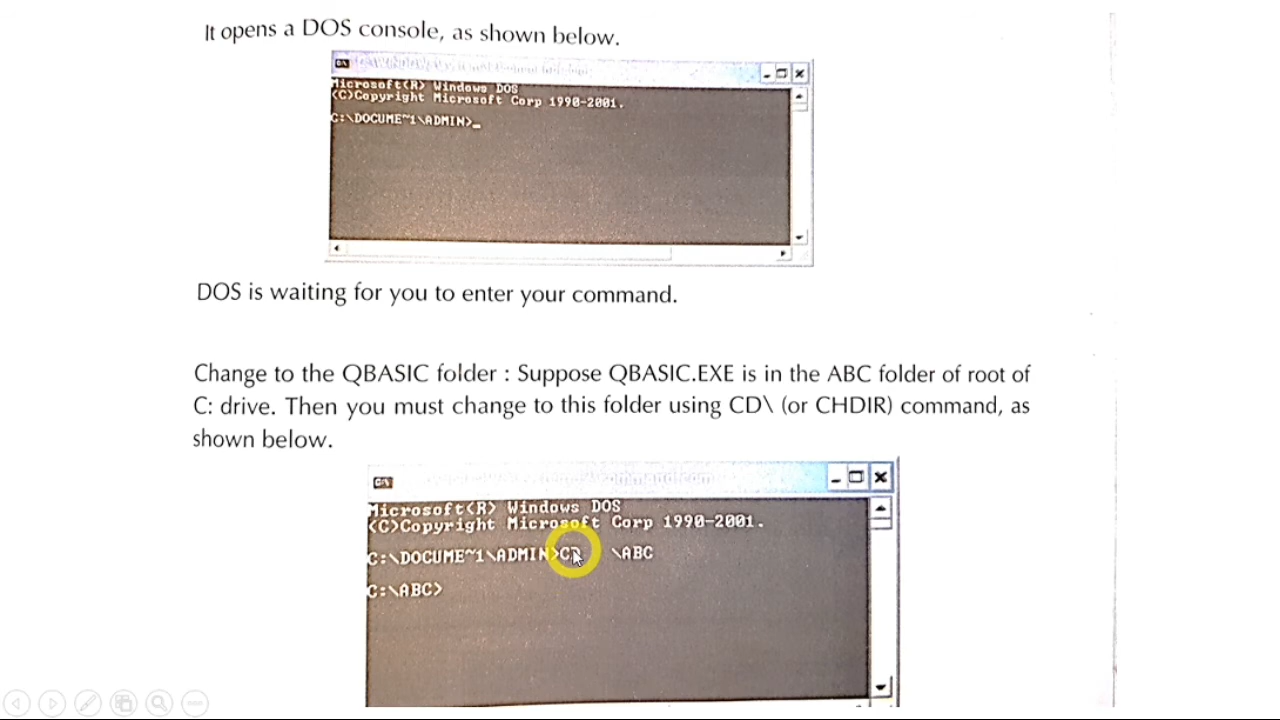 It opens a DOS console, as shown below.
Microsoft(R) Windows DOS
(C)Copyright Microsoft Corp 1990-2001.
C:\DOCUME~1\ADMIN>_
DOS is waiting for you to enter your command.
Change to the QBASIC folder : Suppose QBASIC.EXE is in the ABC folder of root of
C: drive. Then you must change to this folder using CD\ (or CHDIR) command, as
shown below.
Microsoft(R) Windows DOS
(C)Copyright Microsoft Corp 1990-2001.
C:\DOCUME~1\ADMIN>CD \ABC
C:\ABC>